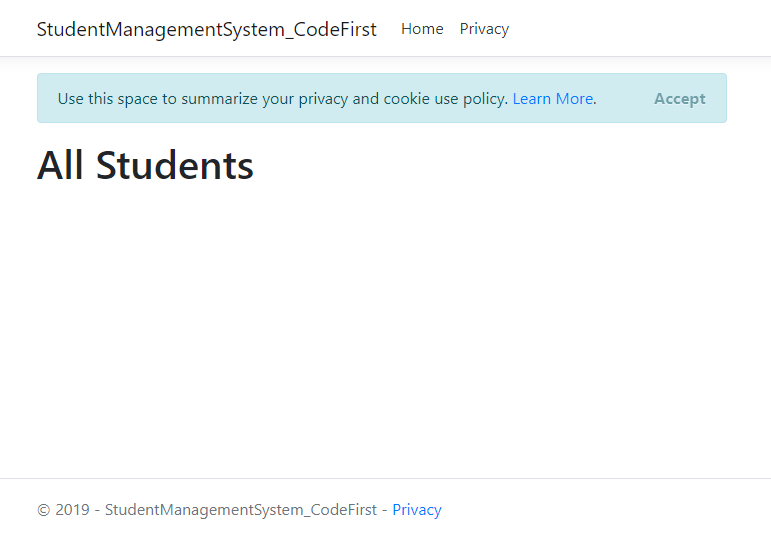 StudentManagementSystem_CodeFirst Home Privacy
Use this space to summarize your privacy and cookie use policy. Learn More. Accept
All Students
© 2019 - StudentManagementSystem_CodeFirst - Privacy